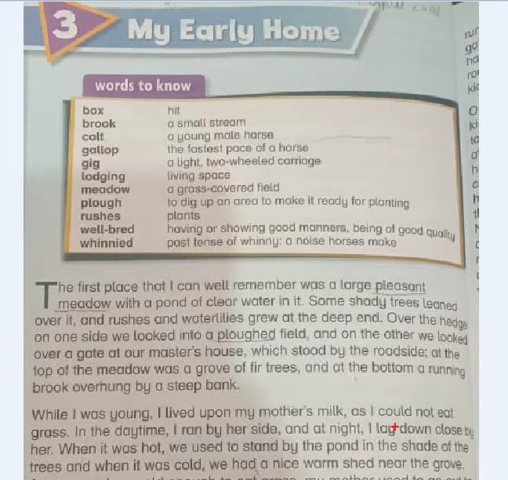 3 My Early Home
words to know
box hit
brook a small stream
colt a young male horse
gallop the fastest pace of a horse
gig a light, two-wheeled carriage
lodging living space
meadow a grass-covered field
plough to dig up an area to make it ready for planting
rushes plants
well-bred having or showing good manners, being of good quality
whinnied past tense of whinny: a noise horses make
The first place that I can well remember was a large pleasant
meadow with a pond of clear water in it. Some shady trees leaned
over it, and rushes and waterlilies grew at the deep end. Over the hedge
on one side we looked into a ploughed field, and on the other we looked
over a gate at our master's house, which stood by the roadside; at the
top of the meadow was a grove of fir trees, and at the bottom a running
brook overhung by a steep bank.
While I was young, I lived upon my mother's milk, as I could not eat
grass. In the daytime, I ran by her side, and at night, I lay down close by
her. When it was hot, we used to stand by the pond in the shade of the
trees and when it was cold, we had a nice warm shed near the grove.